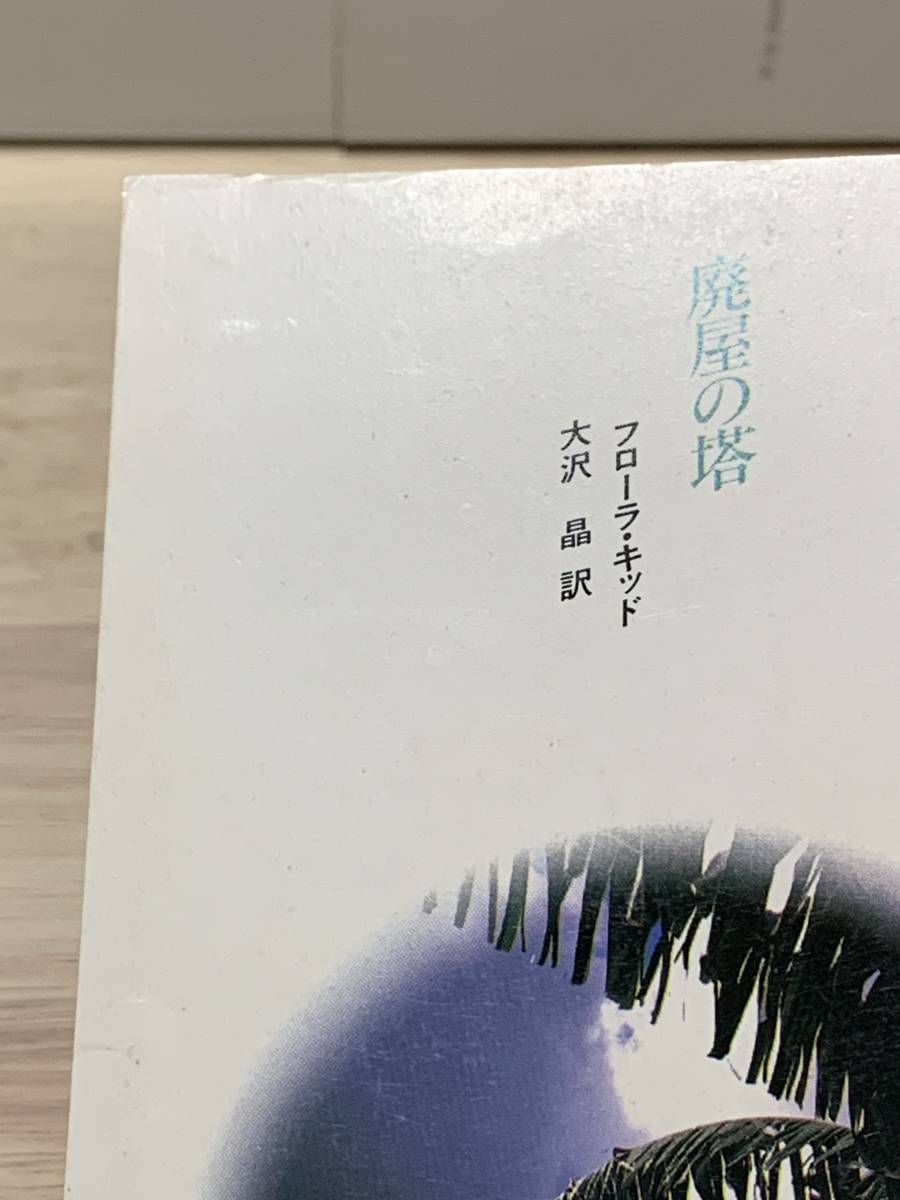 廃屋の塔
フローラ・キッド
大沢 晶 訳